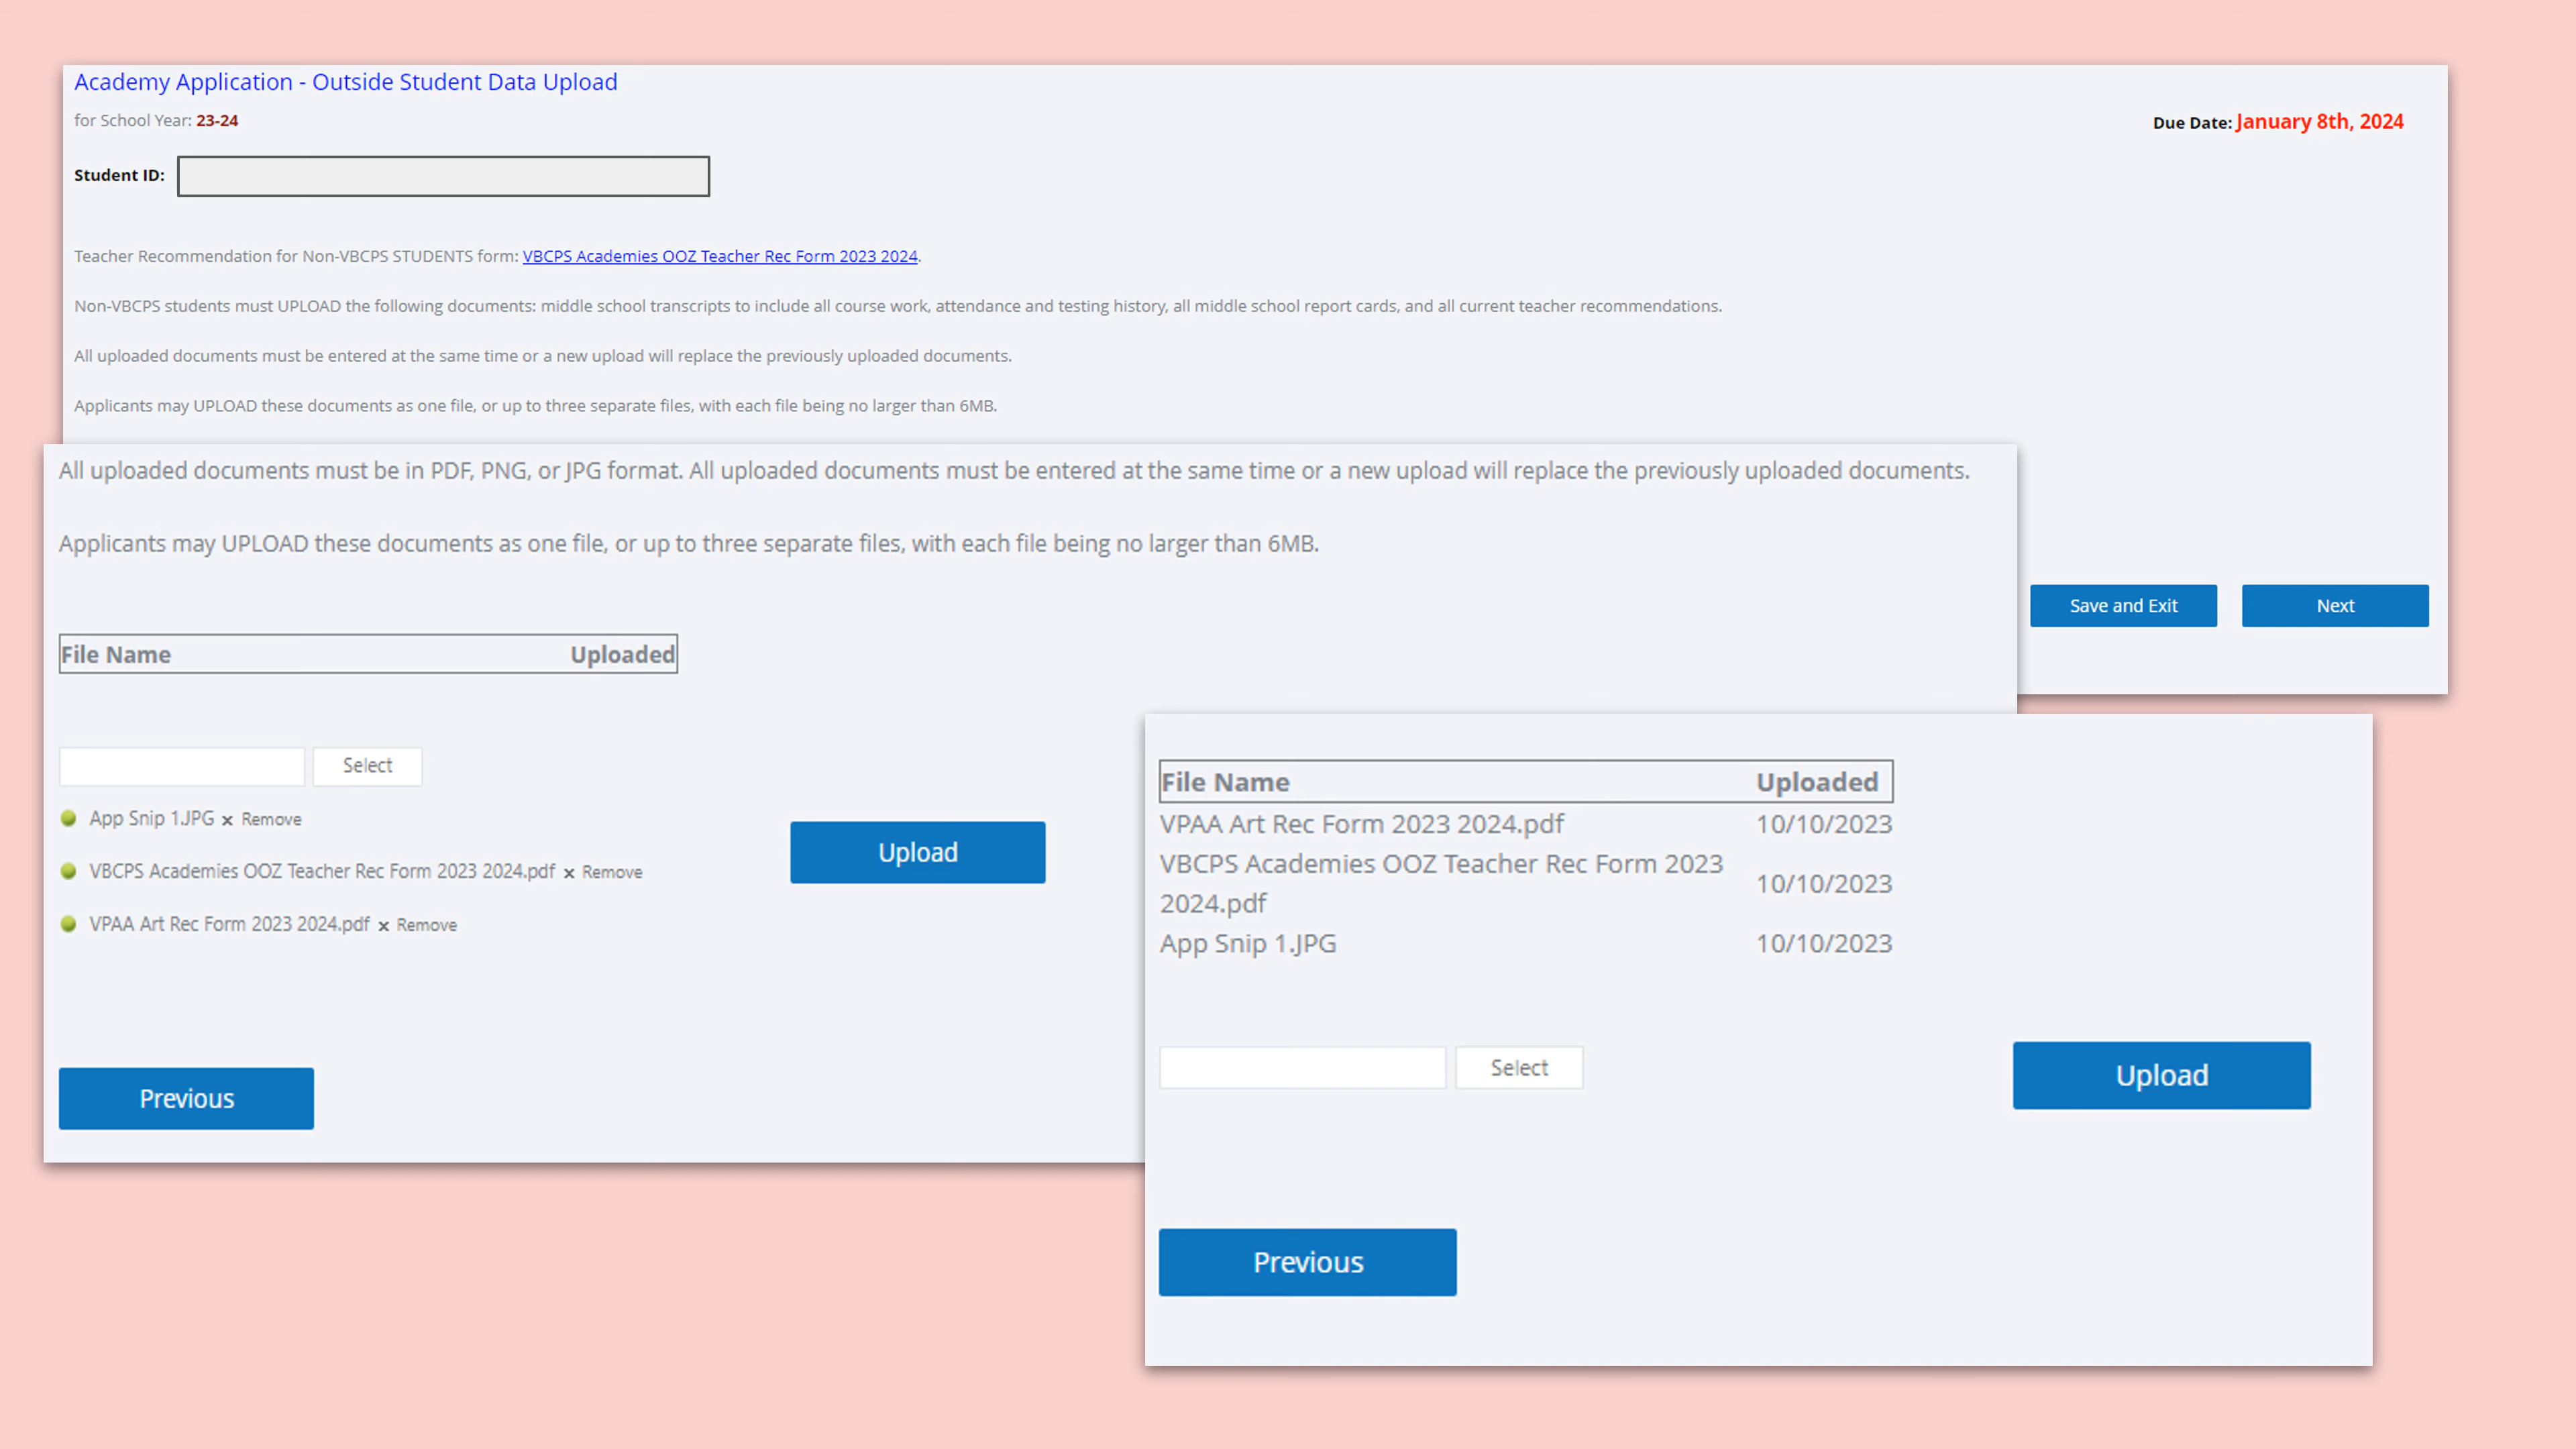 Academy Application - Outside Student Data Upload
for School Year: 23-24
Due Date: January 8th, 2024
Student ID:
Teacher Recommendation for Non-VBCPS STUDENTS form: VBCPS Academies OOZ Teacher Rec Form 2023 2024.
Non-VBCPS students must UPLOAD the following documents: middle school transcripts to include all course work, attendance and testing history, all middle school report cards, and all current teacher recommendations.
All uploaded documents must be entered at the same time or a new upload will replace the previously uploaded documents.
Applicants may UPLOAD these documents as one file, or up to three separate files, with each file being no larger than 6MB.
Save and Exit
Next
All uploaded documents must be in PDF, PNG, or JPG format. All uploaded documents must be entered at the same time or a new upload will replace the previously uploaded documents.
Applicants may UPLOAD these documents as one file, or up to three separate files, with each file being no larger than 6MB.
File Name Uploaded
Select
App Snip 1.JPG x Remove
VBCPS Academies OOZ Teacher Rec Form 2023 2024.pdf x Remove
VPAA Art Rec Form 2023 2024.pdf x Remove
Upload
Previous
File Name Uploaded
VPAA Art Rec Form 2023 2024.pdf 10/10/2023
VBCPS Academies OOZ Teacher Rec Form 2023
2024.pdf 10/10/2023
App Snip 1.JPG 10/10/2023
Select
Upload
Previous